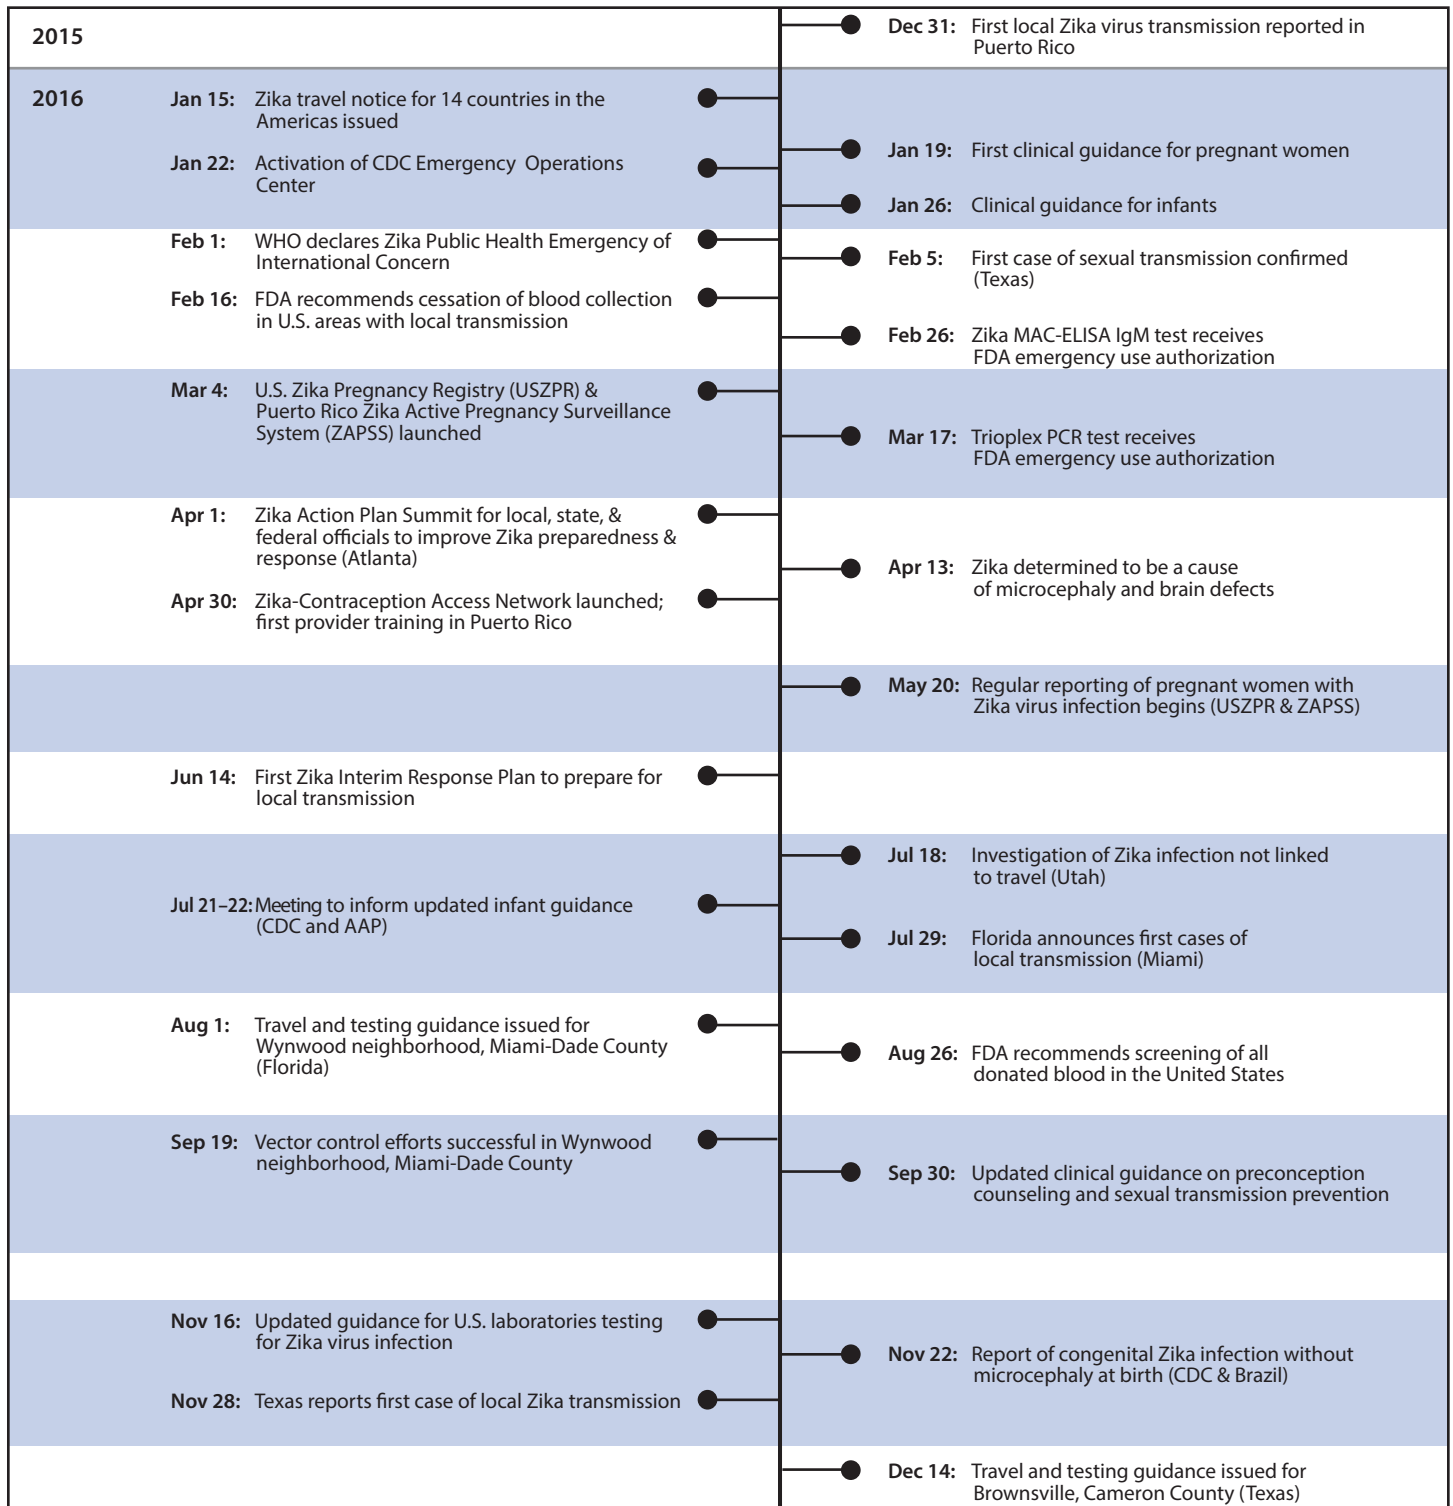 2015
Dec 31: First local Zika virus transmission reported in
Puerto Rico
2016
Jan 15: Zika travel notice for 14 countries in the
Americas issued
Jan 19: First clinical guidance for pregnant women
Jan 22: Activation of CDC Emergency Operations
Center
Jan 26: Clinical guidance for infants
Feb 1: WHO declares Zika Public Health Emergency of
International Concern
Feb 5: First case of sexual transmission confirmed
(Texas)
Feb 16: FDA recommends cessation of blood collection
in U.S. areas with local transmission
Feb 26: Zika MAC-ELISA IgM test receives
FDA emergency use authorization
Mar 4: U.S. Zika Pregnancy Registry (USZPR) &
Puerto Rico Zika Active Pregnancy Surveillance
System (ZAPSS) launched
Mar 17: Trioplex PCR test receives
FDA emergency use authorization
Apr 1: Zika Action Plan Summit for local, state, &
federal officials to improve Zika preparedness &
response (Atlanta)
Apr 13: Zika determined to be a cause
of microcephaly and brain defects
Apr 30: Zika-Contraception Access Network launched;
first provider training in Puerto Rico
May 20: Regular reporting of pregnant women with
Zika virus infection begins (USZPR & ZAPSS)
Jun 14: First Zika Interim Response Plan to prepare for
local transmission
Jul 18: Investigation of Zika infection not linked
to travel (Utah)
Jul 21–22: Meeting to inform updated infant guidance
(CDC and AAP)
Jul 29: Florida announces first cases of
local transmission (Miami)
Aug 1: Travel and testing guidance issued for
Wynwood neighborhood, Miami-Dade County
(Florida)
Aug 26: FDA recommends screening of all
donated blood in the United States
Sep 19: Vector control efforts successful in Wynwood
neighborhood, Miami-Dade County
Sep 30: Updated clinical guidance on preconception
counseling and sexual transmission prevention
Nov 16: Updated guidance for U.S. laboratories testing
for Zika virus infection
Nov 22: Report of congenital Zika infection without
microcephaly at birth (CDC & Brazil)
Nov 28: Texas reports first case of local Zika transmission
Dec 14: Travel and testing guidance issued for
Brownsville, Cameron County (Texas)